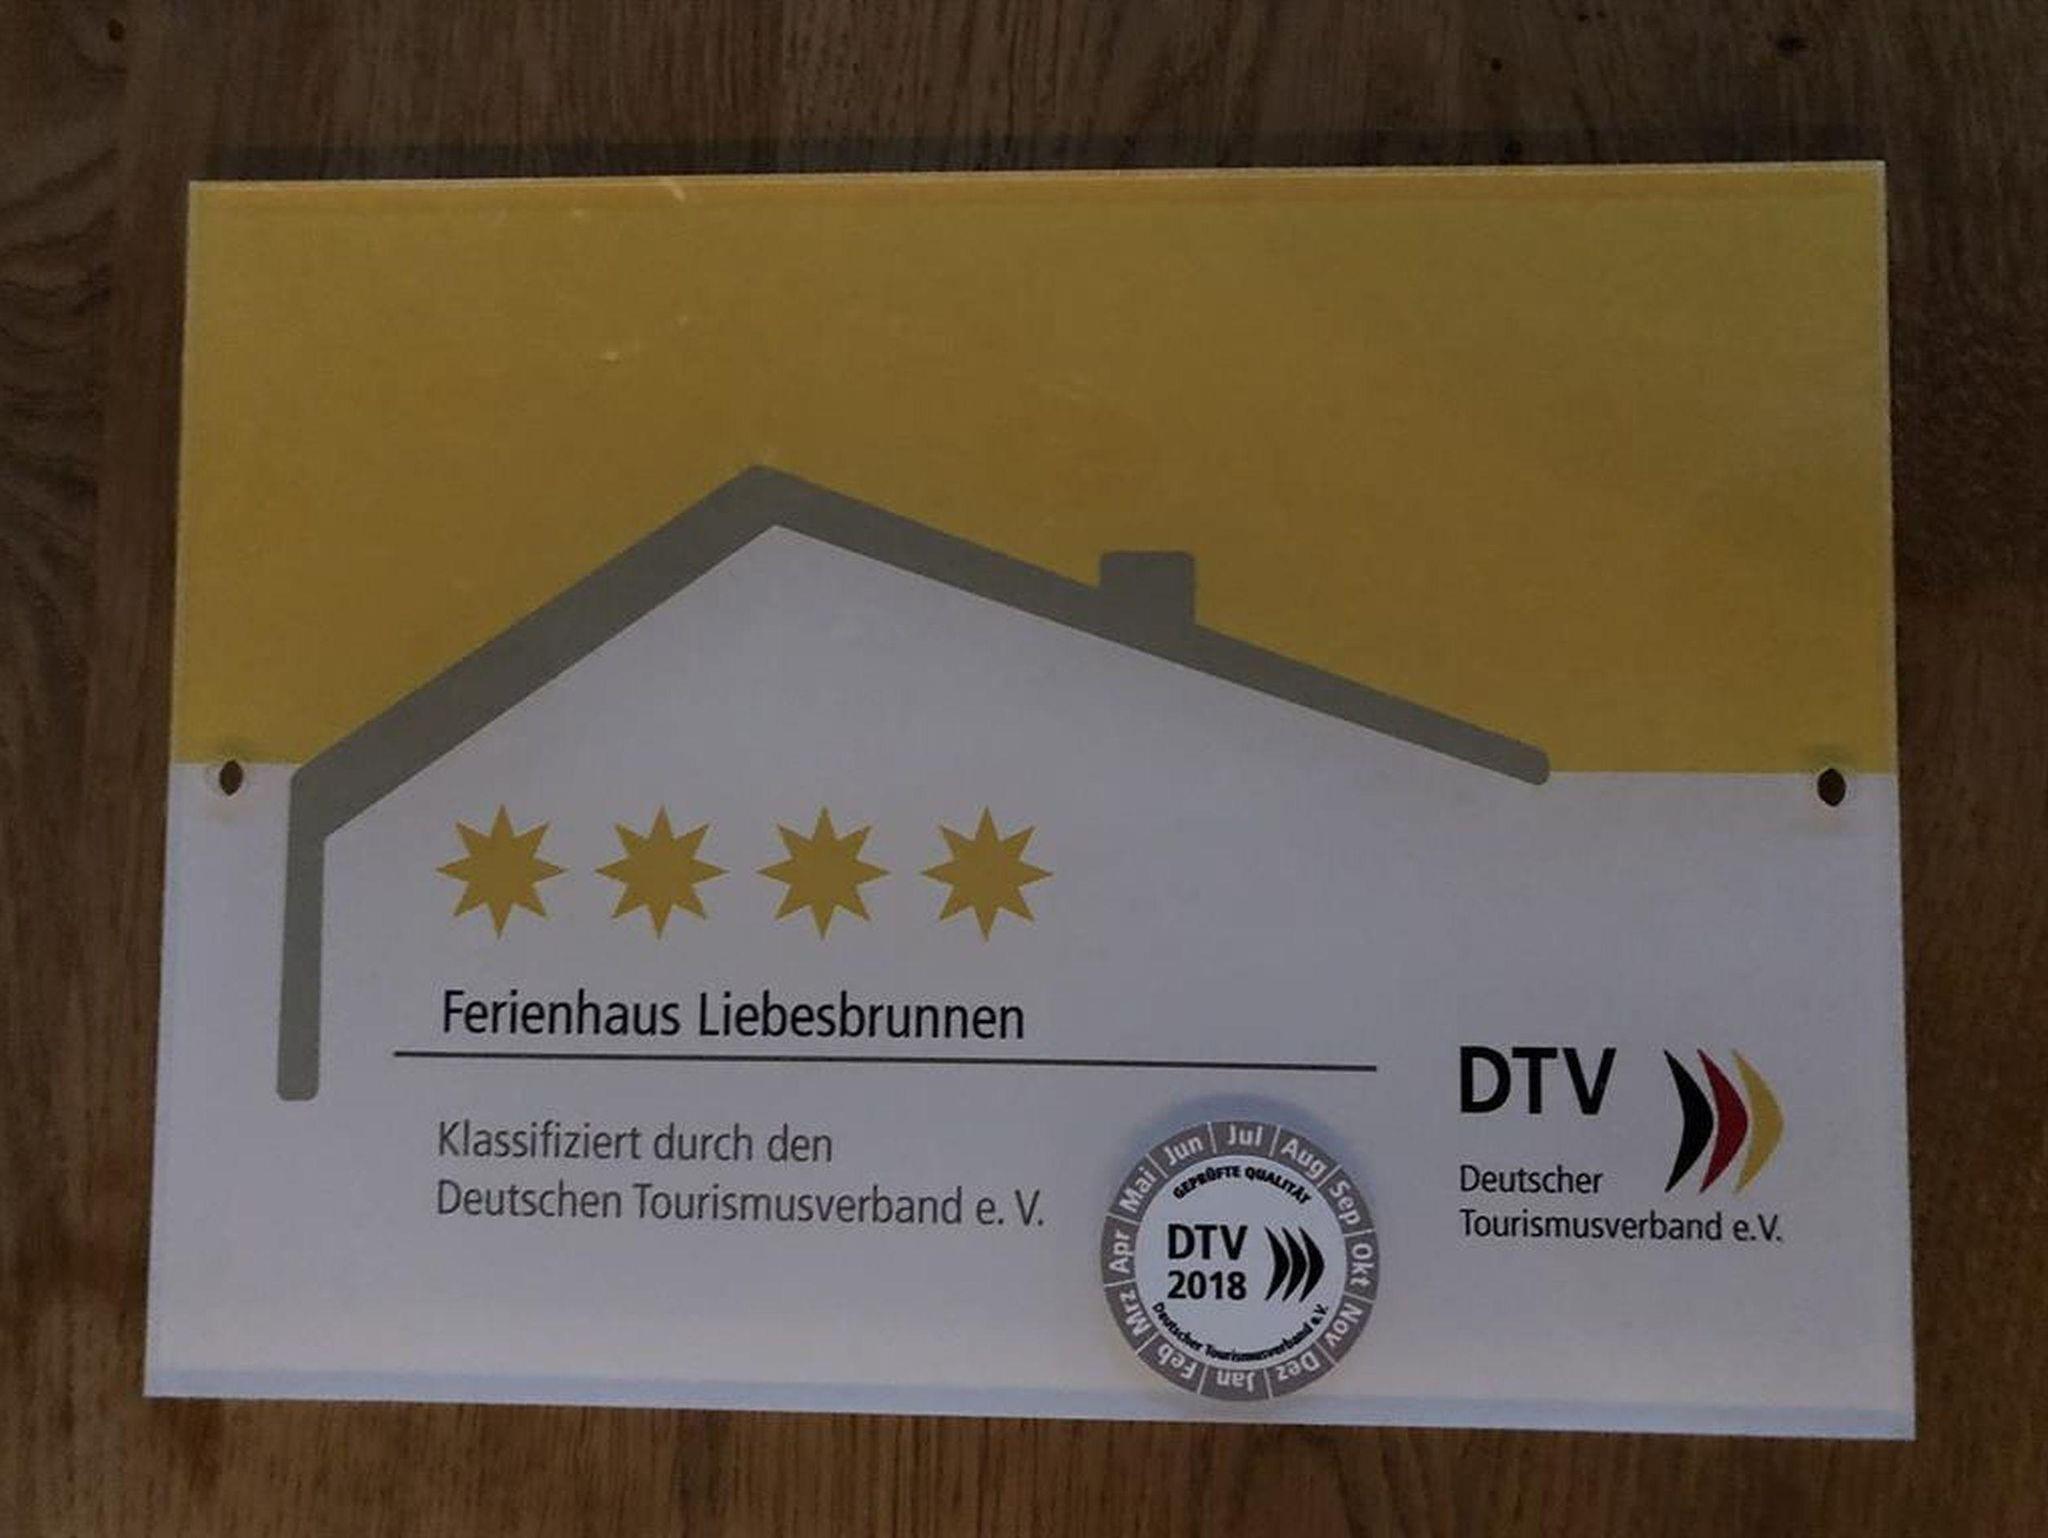 Ferienhaus Liebesbrunnen
Klassifiziert durch den
Deutschen Tourismusverband e. V.
Jan Feb Mrz Apr Mai Jun Jul Aug Sep Okt Nov Dez
GEPRÜFTE QUALITÄT
DTV
2018
Deutscher Tourismusverband e.V.
DTV
Deutscher
Tourismusverband e.V.